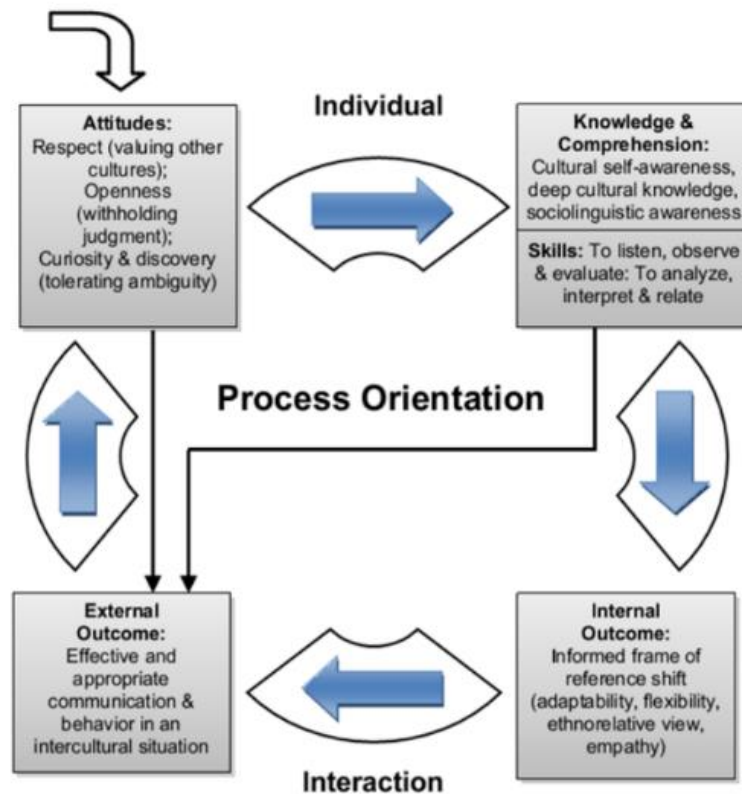 Individual
Attitudes:
Respect (valuing other
cultures);
Openness
(withholding
judgment);
Curiosity & discovery
(tolerating ambiguity)
Knowledge &
Comprehension:
Cultural self-awareness,
deep cultural knowledge,
sociolinguistic awareness
Skills: To listen, observe
& evaluate: To analyze,
interpret & relate
Process Orientation
External
Outcome:
Effective and
appropriate
communication &
behavior in an
intercultural situation
Internal
Outcome:
Informed frame of
reference shift
(adaptability, flexibility,
ethnorelative view,
empathy)
Interaction